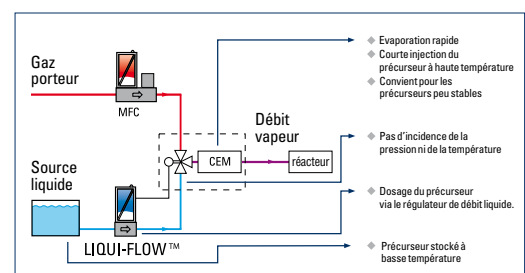 Gaz
porteur
MFC
Débit
vapeur
CEM
réacteur
Source
liquide
LIQUI-FLOW™
◆ Evaporation rapide
◆ Courte injection du
précurseur à haute température
◆ Convient pour les
précurseurs peu stables
◆ Pas d'incidence de la
pression ni de la température
◆ Dosage du précurseur
via le régulateur de débit liquide.
◆ Précurseur stocké à
basse température